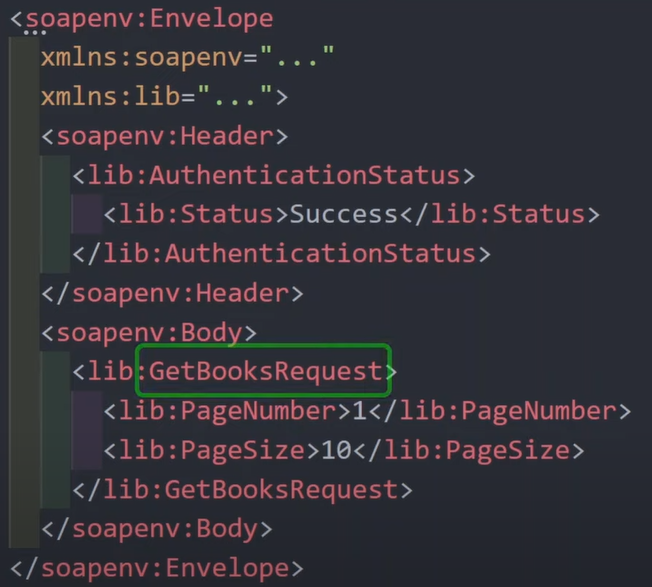 <soapenv:Envelope
xmlns:soapenv="..."
xmlns:lib="...">
<soapenv:Header>
<lib:AuthenticationStatus>
<lib:Status>Success</lib:Status>
</lib:AuthenticationStatus>
</soapenv:Header>
<soapenv:Body>
<lib:GetBooksRequest>
<lib:PageNumber>1</lib:PageNumber>
<lib:PageSize>10</lib:PageSize>
</lib:GetBooksRequest>
</soapenv:Body>
</soapenv:Envelope>